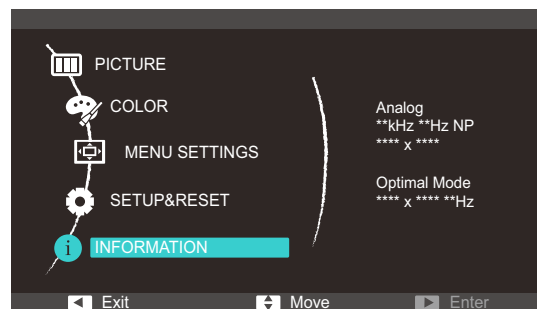 PICTURE
COLOR
MENU SETTINGS
SETUP&RESET
i INFORMATION
Analog
**kHz **Hz NP
**** x ****
Optimal Mode
**** x **** **Hz
Exit Move Enter